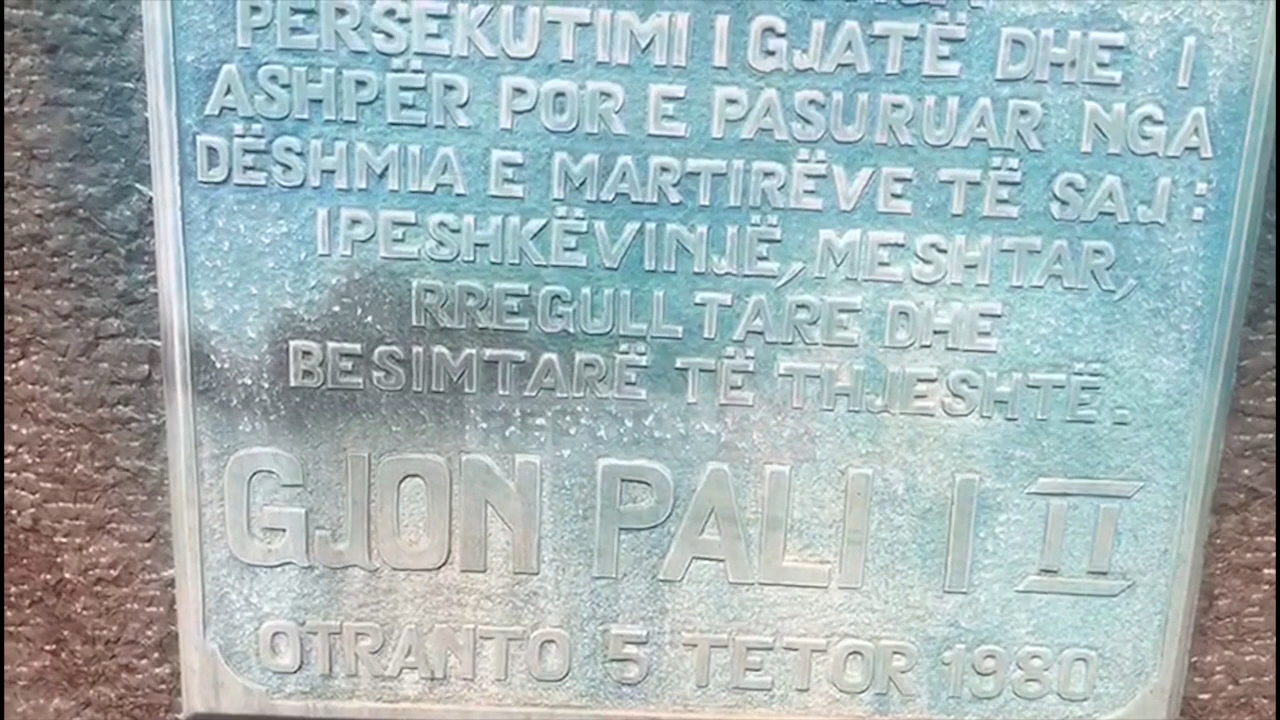 PERSEKUTIMI I GJATË DHE I
ASHPËR POR E PASURUAR NGA
DËSHMIA E MARTIRËVE TË SAJ:
IPESHKËVINJË, MESHTAR,
RREGULLTARE DHE
BESIMTARË TË THJESHTË.
GJON PALI I II
OTRANTO 5 TETOR 1980